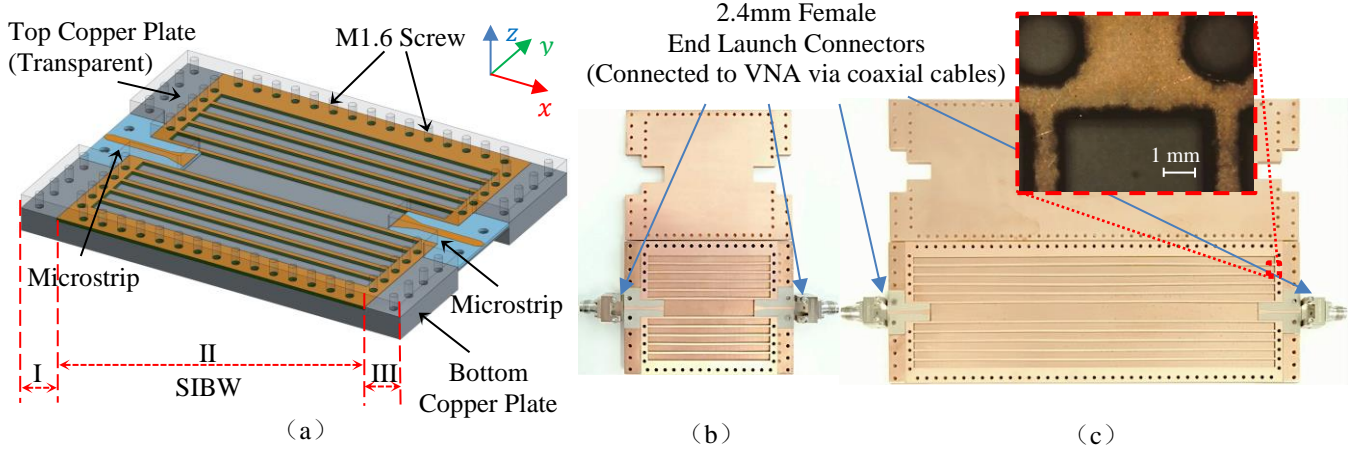 Top Copper Plate
(Transparent)
M1.6 Screw
z
y
x
Microstrip
Microstrip
I
II
III
SIBW
Bottom
Copper Plate
（a）
2.4mm Female
End Launch Connectors
(Connected to VNA via coaxial cables)
1 mm
（b）
（c）